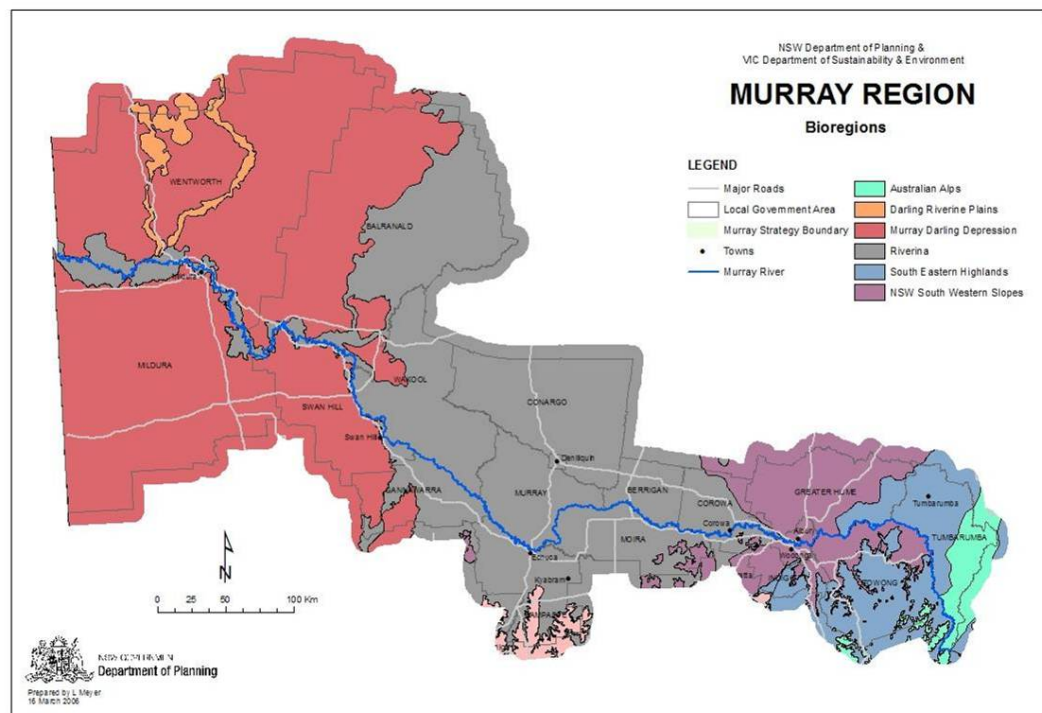 NSW Department of Planning &
VIC Department of Sustainability & Environment
MURRAY REGION
Bioregions
LEGEND
Major Roads
Local Government Area
Murray Strategy Boundary
Towns
Murray River
Australian Alps
Darling Riverine Plains
Murray Darling Depression
Riverina
South Eastern Highlands
NSW South Western Slopes
WENTWORTH
BALRANALD
MILDURA
WAKOOL
SWAN HILL
CONARGO
Swan Hill
Deniliquin
GANNAWARRA
MURRAY
BERRIGAN
COROWA
GREATER HUME
Tumbarumba
Corowa
Albury
TUMBARUMBA
MOIRA
Wodonga
Echuca
Kyabram
TOWONG
N
0 25 50 100 Km
NSW GOVERNMENT
Department of Planning
Prepared by L Meyer
16 March 2006